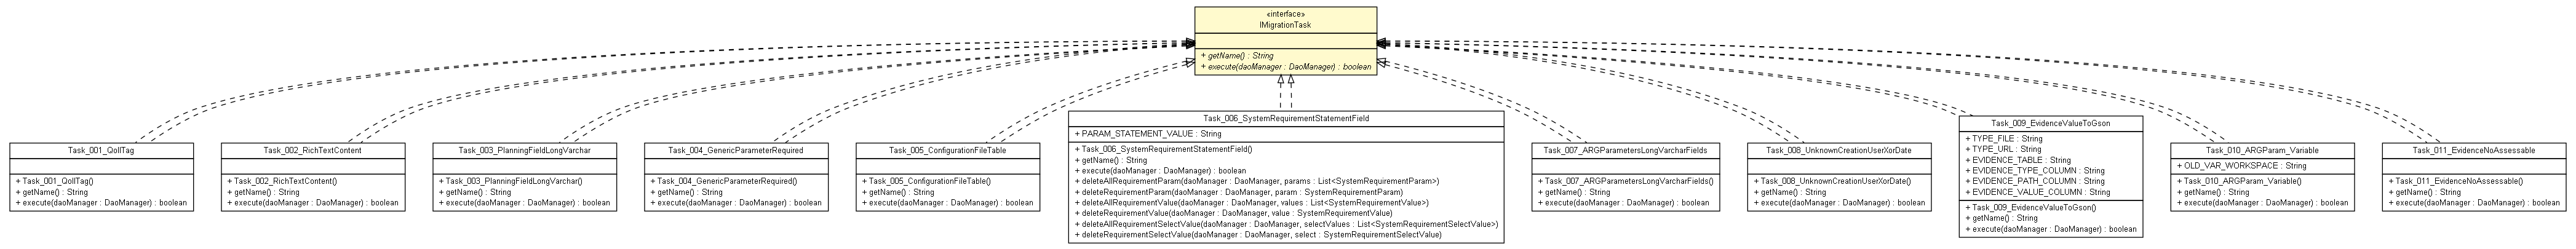 «interface»
IMigrationTask
+ getName() : String
+ execute(daoManager : DaoManager) : boolean
Task_001_QollTag
+ Task_001_QollTag()
+ getName() : String
+ execute(daoManager : DaoManager) : boolean
Task_002_RichTextContent
+ Task_002_RichTextContent()
+ getName() : String
+ execute(daoManager : DaoManager) : boolean
Task_003_PlanningFieldLongVarchar
+ Task_003_PlanningFieldLongVarchar()
+ getName() : String
+ execute(daoManager : DaoManager) : boolean
Task_004_GenericParameterRequired
+ Task_004_GenericParameterRequired()
+ getName() : String
+ execute(daoManager : DaoManager) : boolean
Task_005_ConfigurationFileTable
+ Task_005_ConfigurationFileTable()
+ getName() : String
+ execute(daoManager : DaoManager) : boolean
Task_006_SystemRequirementStatementField
+ PARAM_STATEMENT_VALUE : String
+ Task_006_SystemRequirementStatementField()
+ getName() : String
+ execute(daoManager : DaoManager) : boolean
+ deleteAllRequirementParam(daoManager : DaoManager, params : List<SystemRequirementParam>)
+ deleteRequirementParam(daoManager : DaoManager, param : SystemRequirementParam)
+ deleteAllRequirementValue(daoManager : DaoManager, values : List<SystemRequirementValue>)
+ deleteRequirementValue(daoManager : DaoManager, value : SystemRequirementValue)
+ deleteAllRequirementSelectValue(daoManager : DaoManager, selectValues : List<SystemRequirementSelectValue>)
+ deleteRequirementSelectValue(daoManager : DaoManager, select : SystemRequirementSelectValue)
Task_007_ARGParametersLongVarcharFields
+ Task_007_ARGParametersLongVarcharFields()
+ getName() : String
+ execute(daoManager : DaoManager) : boolean
Task_008_UnknownCreationUserXorDate
+ Task_008_UnknownCreationUserXorDate()
+ getName() : String
+ execute(daoManager : DaoManager) : boolean
Task_009_EvidenceValueToGson
+ TYPE_FILE : String
+ TYPE_URL : String
+ EVIDENCE_TABLE : String
+ EVIDENCE_TYPE_COLUMN : String
+ EVIDENCE_PATH_COLUMN : String
+ EVIDENCE_VALUE_COLUMN : String
+ Task_009_EvidenceValueToGson()
+ getName() : String
+ execute(daoManager : DaoManager) : boolean
Task_010_ARGParam_Variable
+ OLD_VAR_WORKSPACE : String
+ Task_010_ARGParam_Variable()
+ getName() : String
+ execute(daoManager : DaoManager) : boolean
Task_011_EvidenceNoAssessable
+ Task_011_EvidenceNoAssessable()
+ getName() : String
+ execute(daoManager : DaoManager) : boolean